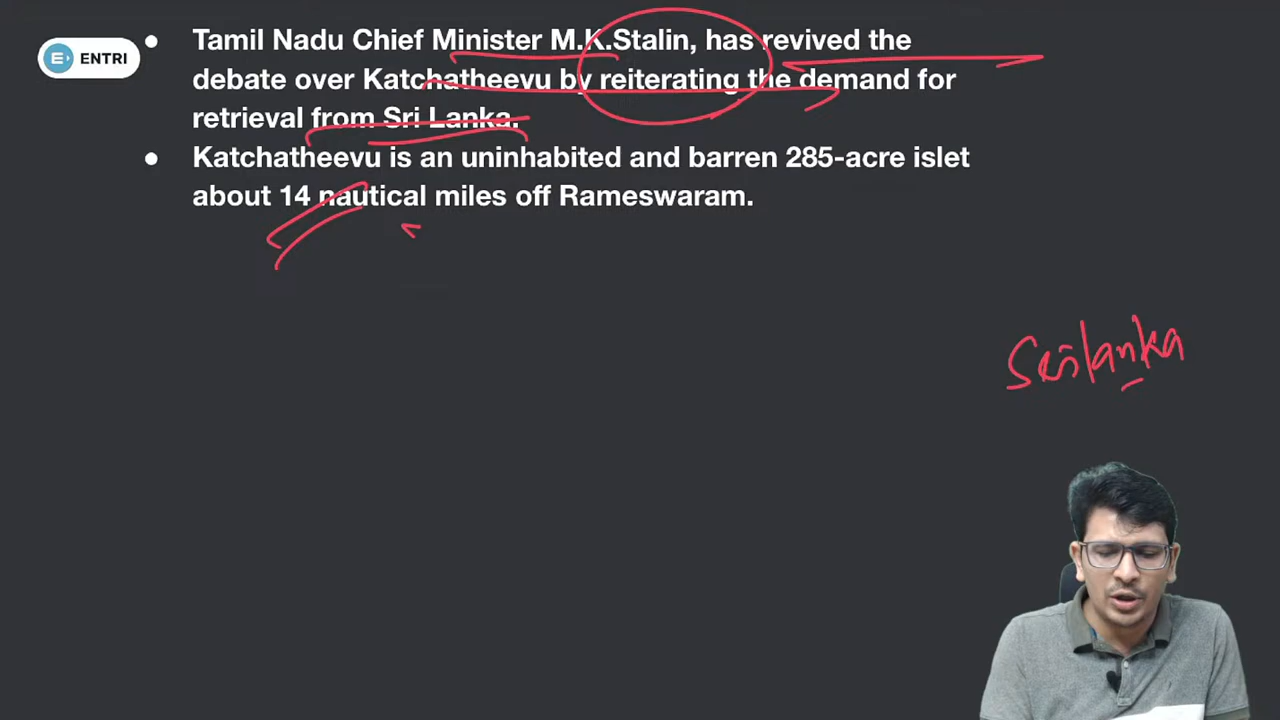 ENTRI
• Tamil Nadu Chief Minister M.K.Stalin, has revived the
debate over Katchatheevu by reiterating the demand for
retrieval from Sri Lanka.
• Katchatheevu is an uninhabited and barren 285-acre islet
about 14 nautical miles off Rameswaram.
Srilanka